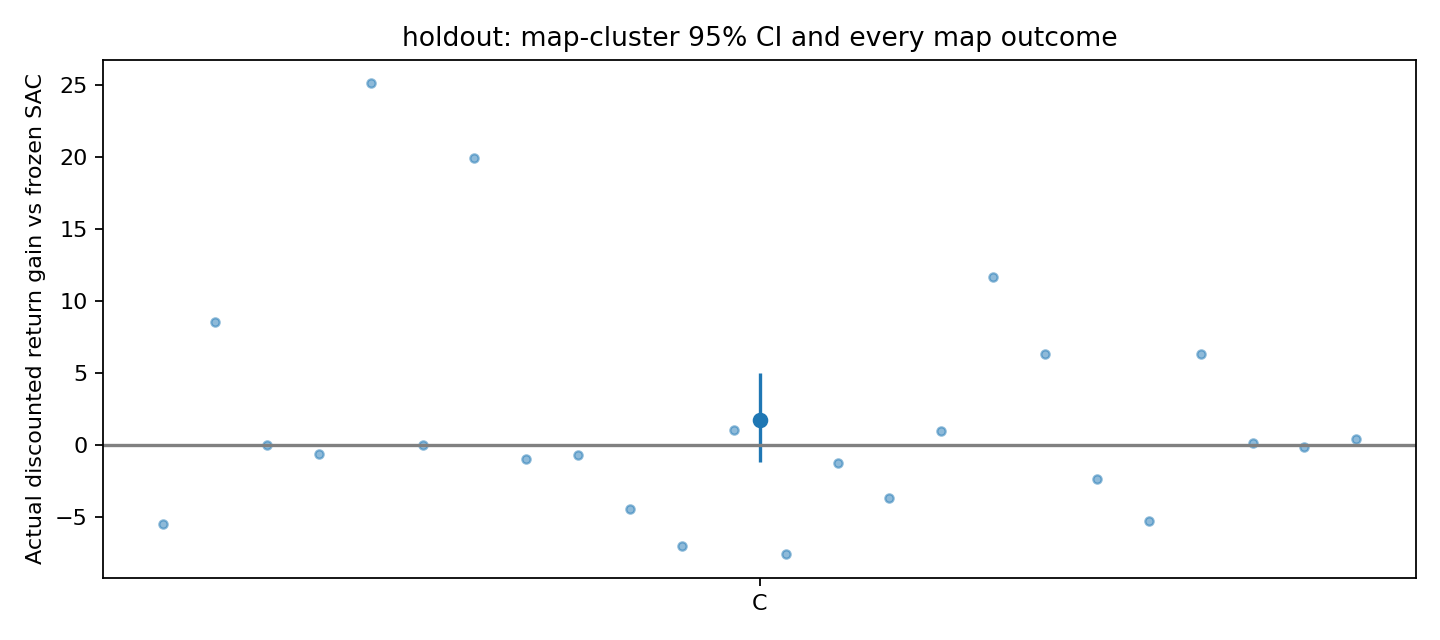 holdout: map-cluster 95% CI and every map outcome
Actual discounted return gain vs frozen SAC
25
20
15
10
5
0
−5
C